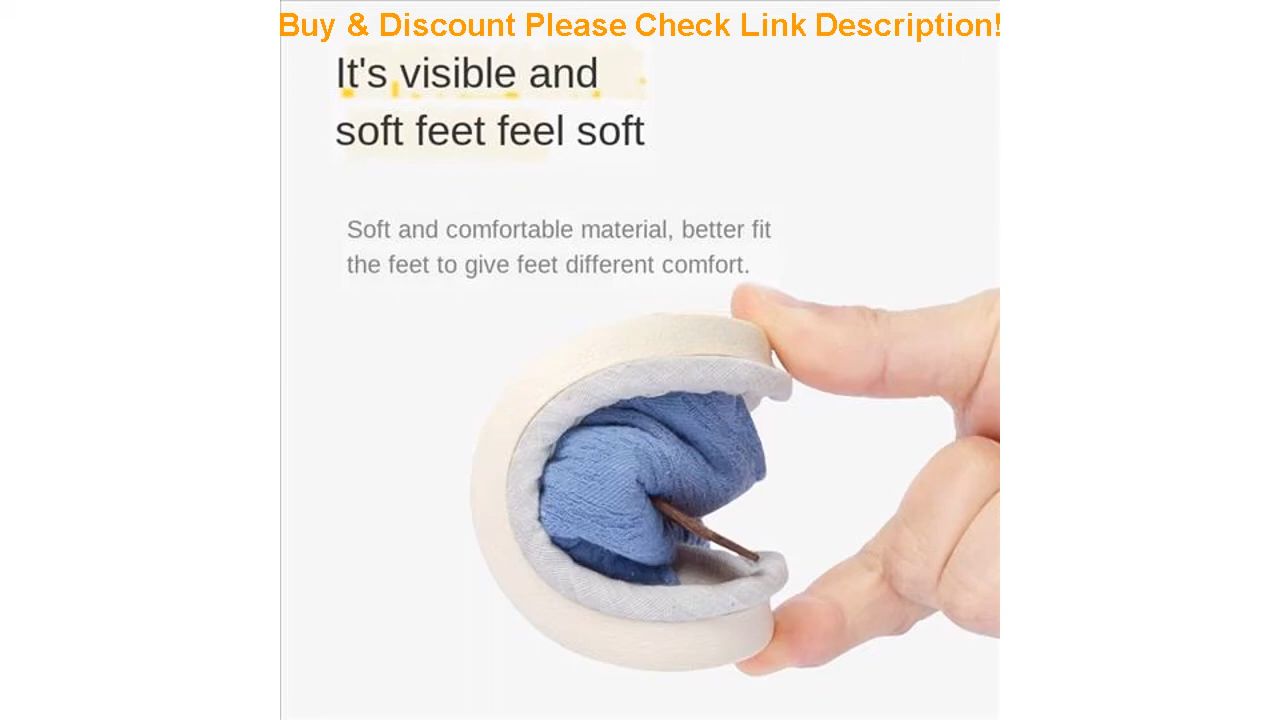 Buy & Discount Please Check Link Description!
It's visible and
soft feet feel soft
Soft and comfortable material, better fit
the feet to give feet different comfort.